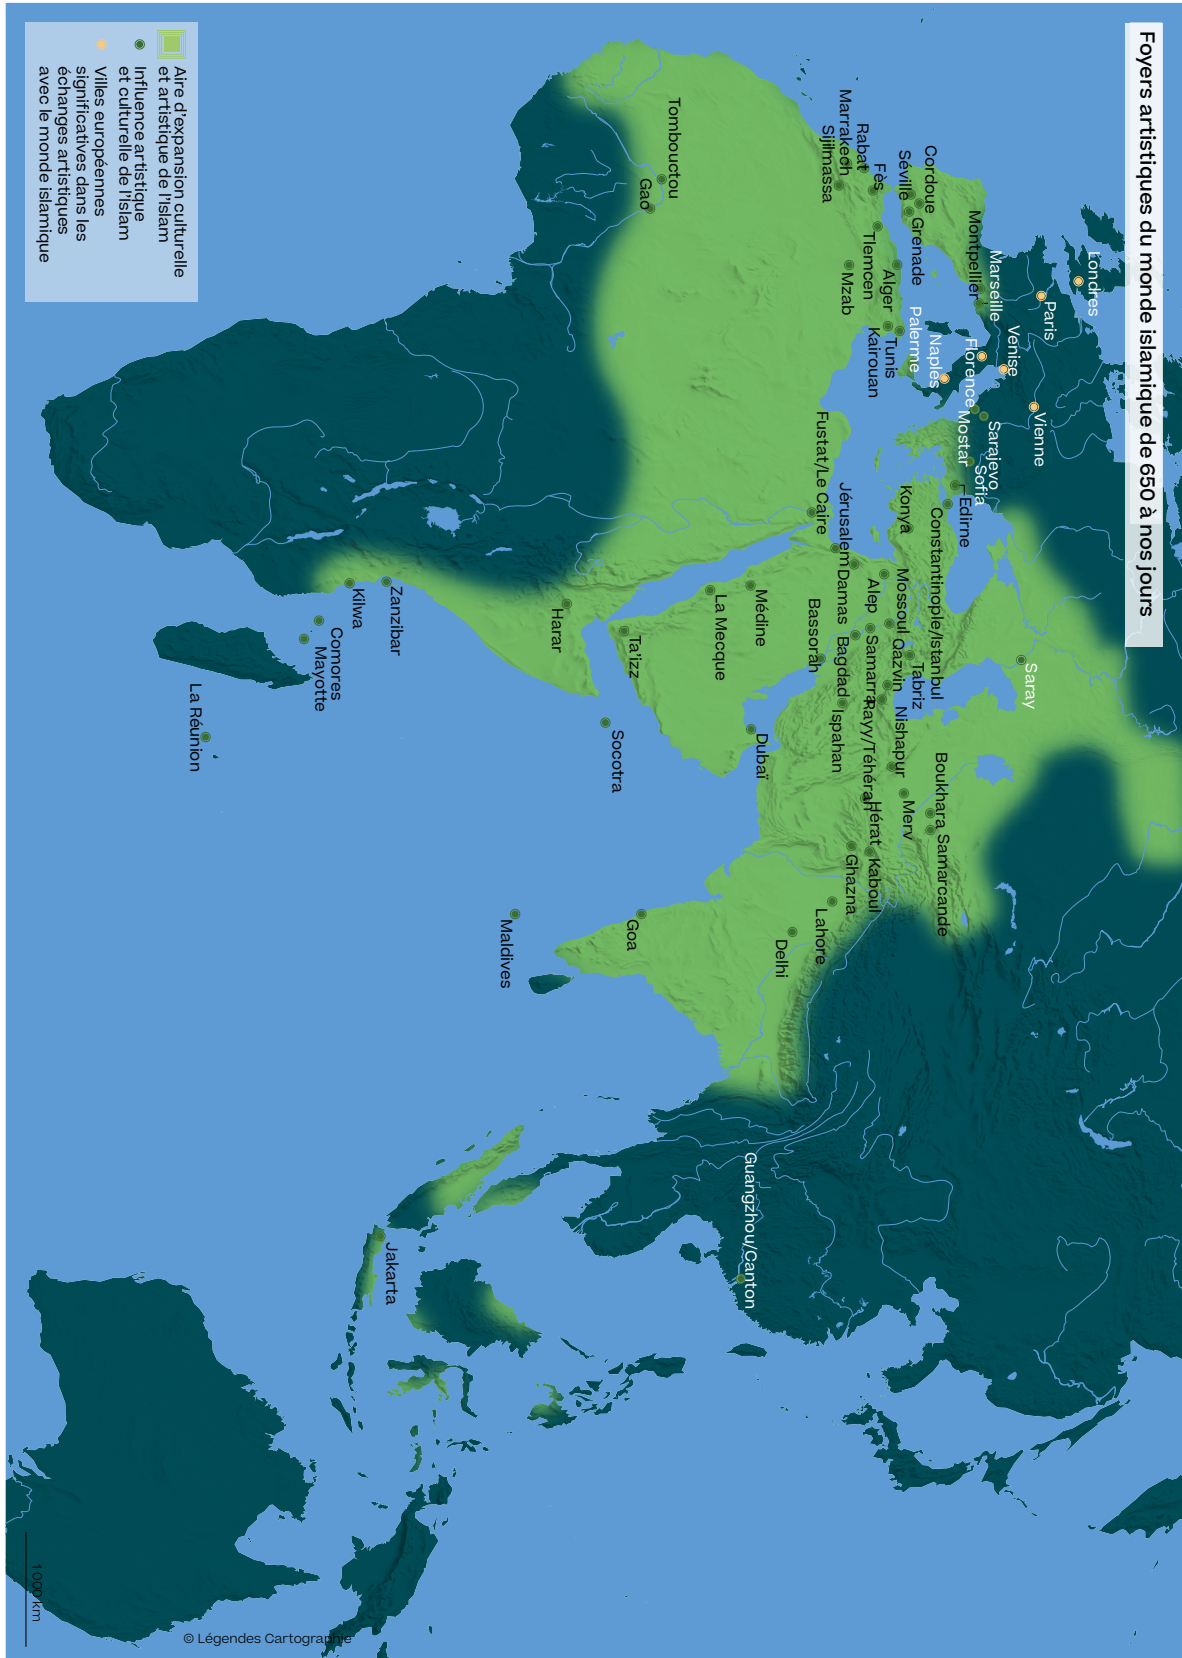 Foyers artistiques du monde islamique de 650 à nos jours
Londres
Paris
Vienne
Venise
Marseille
Montpellier
Florence
Sarajevo
Mostar
Sofia
Naples
Edirne
Constantinople/Istanbul
Saray
Cordoue
Séville
Grenade
Palerme
Alger
Tunis
Kairouan
Fès
Rabat
Marrakech
Sijilmassa
Tlemcen
Mzab
Konya
Fustat/Le Caire
Jérusalem
Damas
Alep
Mossoul
Tabriz
Qazvin
Samarra
Bagdad
Bassorah
Rayy/Téhéran
Ispahan
Nishapur
Merv
Boukhara
Samarcande
Hérat
Kaboul
Ghazna
Lahore
Delhi
Médine
La Mecque
Dubaï
Ta'izz
Tombouctou
Gao
Harar
Socotra
Goa
Maldives
Guangzhou/Canton
Zanzibar
Kilwa
Comores
Mayotte
La Réunion
Jakarta
Aire d'expansion culturelle
et artistique de l'Islam
Influence artistique
et culturelle de l'Islam
Villes européennes
significatives dans les
échanges artistiques
avec le monde islamique
1 000 km
© Légendes Cartographie